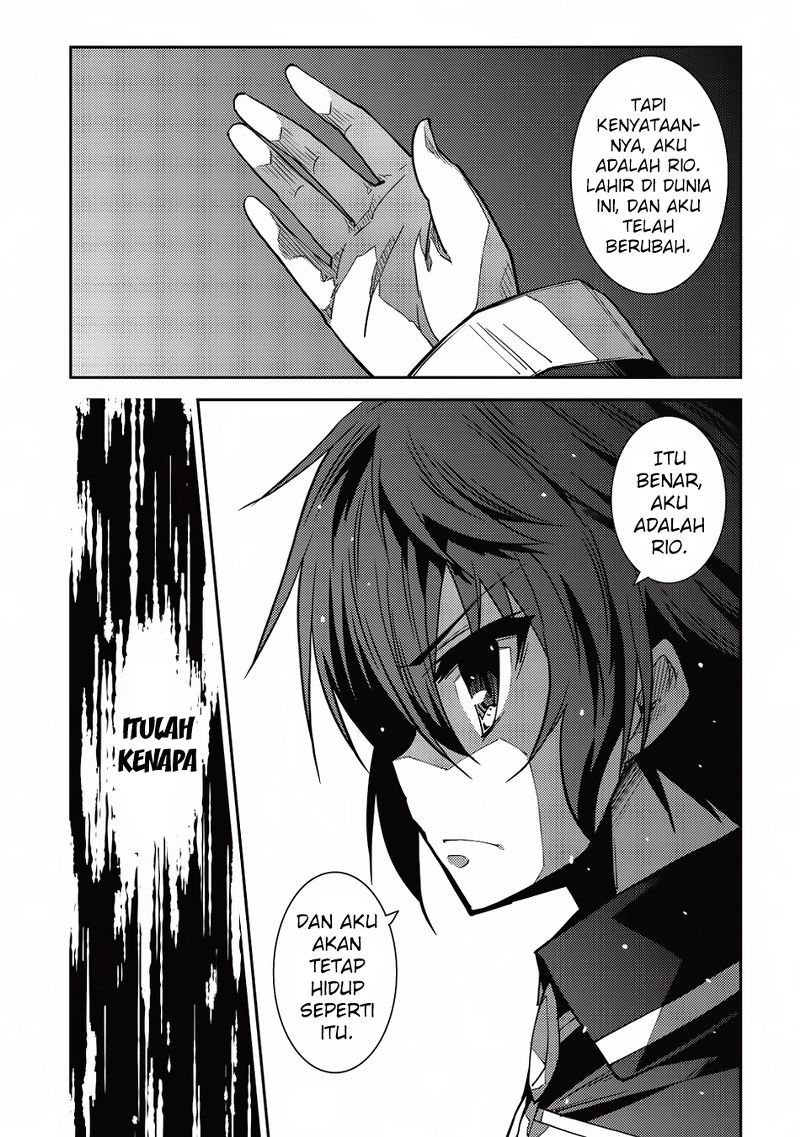 TAPI
KENYATAAN-
NYA, AKU
ADALAH RIO.
LAHIR DI DUNIA
INI, DAN AKU
TELAH
BERUBAH.
ITU
BENAR,
AKU
ADALAH
RIO.
ITULAH
KENAPA
DAN AKU
AKAN
TETAP
HIDUP
SEPERTI
ITU.